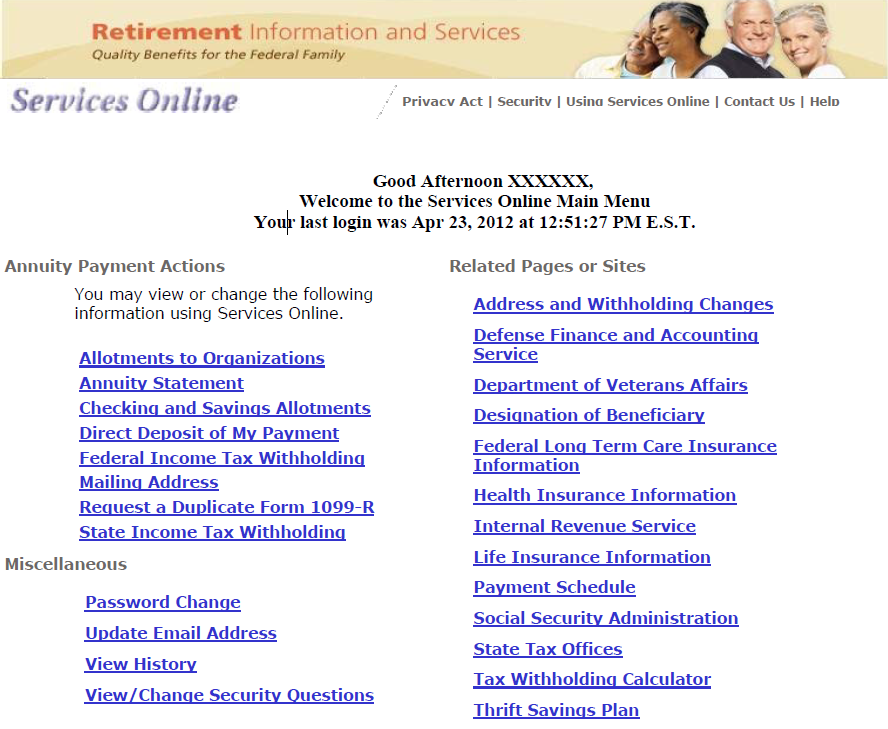 Retirement Information and Services
Quality Benefits for the Federal Family
Services Online
Privacy Act | Security | Using Services Online | Contact Us | Help
Good Afternoon XXXXXX,
Welcome to the Services Online Main Menu
Your last login was Apr 23, 2012 at 12:51:27 PM E.S.T.
Annuity Payment Actions
You may view or change the following
information using Services Online.
Allotments to Organizations
Annuity Statement
Checking and Savings Allotments
Direct Deposit of My Payment
Federal Income Tax Withholding
Mailing Address
Request a Duplicate Form 1099-R
State Income Tax Withholding
Miscellaneous
Password Change
Update Email Address
View History
View/Change Security Questions
Related Pages or Sites
Address and Withholding Changes
Defense Finance and Accounting
Service
Department of Veterans Affairs
Designation of Beneficiary
Federal Long Term Care Insurance
Information
Health Insurance Information
Internal Revenue Service
Life Insurance Information
Payment Schedule
Social Security Administration
State Tax Offices
Tax Withholding Calculator
Thrift Savings Plan